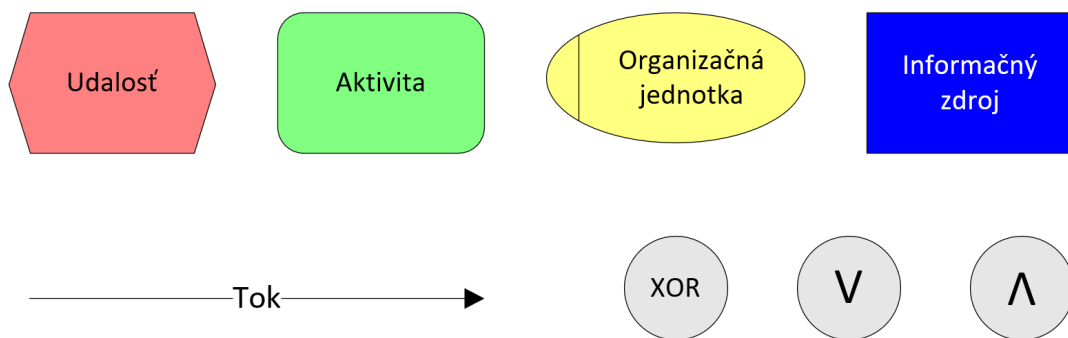 Udalosť
Aktivita
Organizačná
jednotka
Informačný
zdroj
Tok
XOR
V
Λ